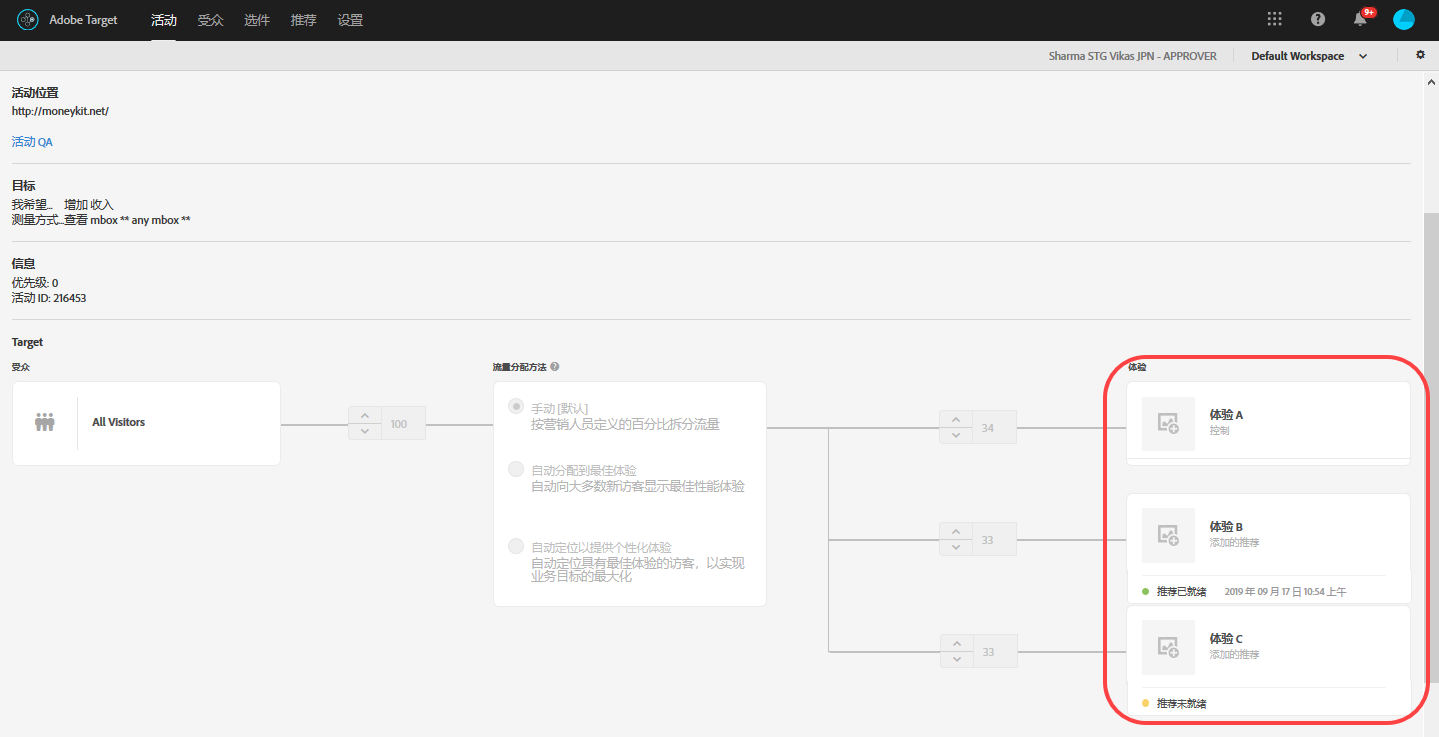 Adobe Target 活动 受众 选件 推荐 设置 9+
Sharma STG Vikas JPN - APPROVER Default Workspace
活动位置
http://moneykit.net/
活动 QA
目标
我希望... 增加 收入
测量方式...查看 mbox ** any mbox **
信息
优先级: 0
活动 ID: 216453
Target
受众
All Visitors
100
流量分配方法
手动 [默认]
按营销人员定义的百分比拆分流量
自动分配到最佳体验
自动向大多数新访客显示最佳性能体验
自动定位以提供个性化体验
自动定位具有最佳体验的访客，以实现
业务目标的最大化
34
33
33
体验
体验 A
控制
体验 B
添加的推荐
推荐已就绪 2019 年 09 月 17 日 10:54 上午
体验 C
添加的推荐
推荐未就绪